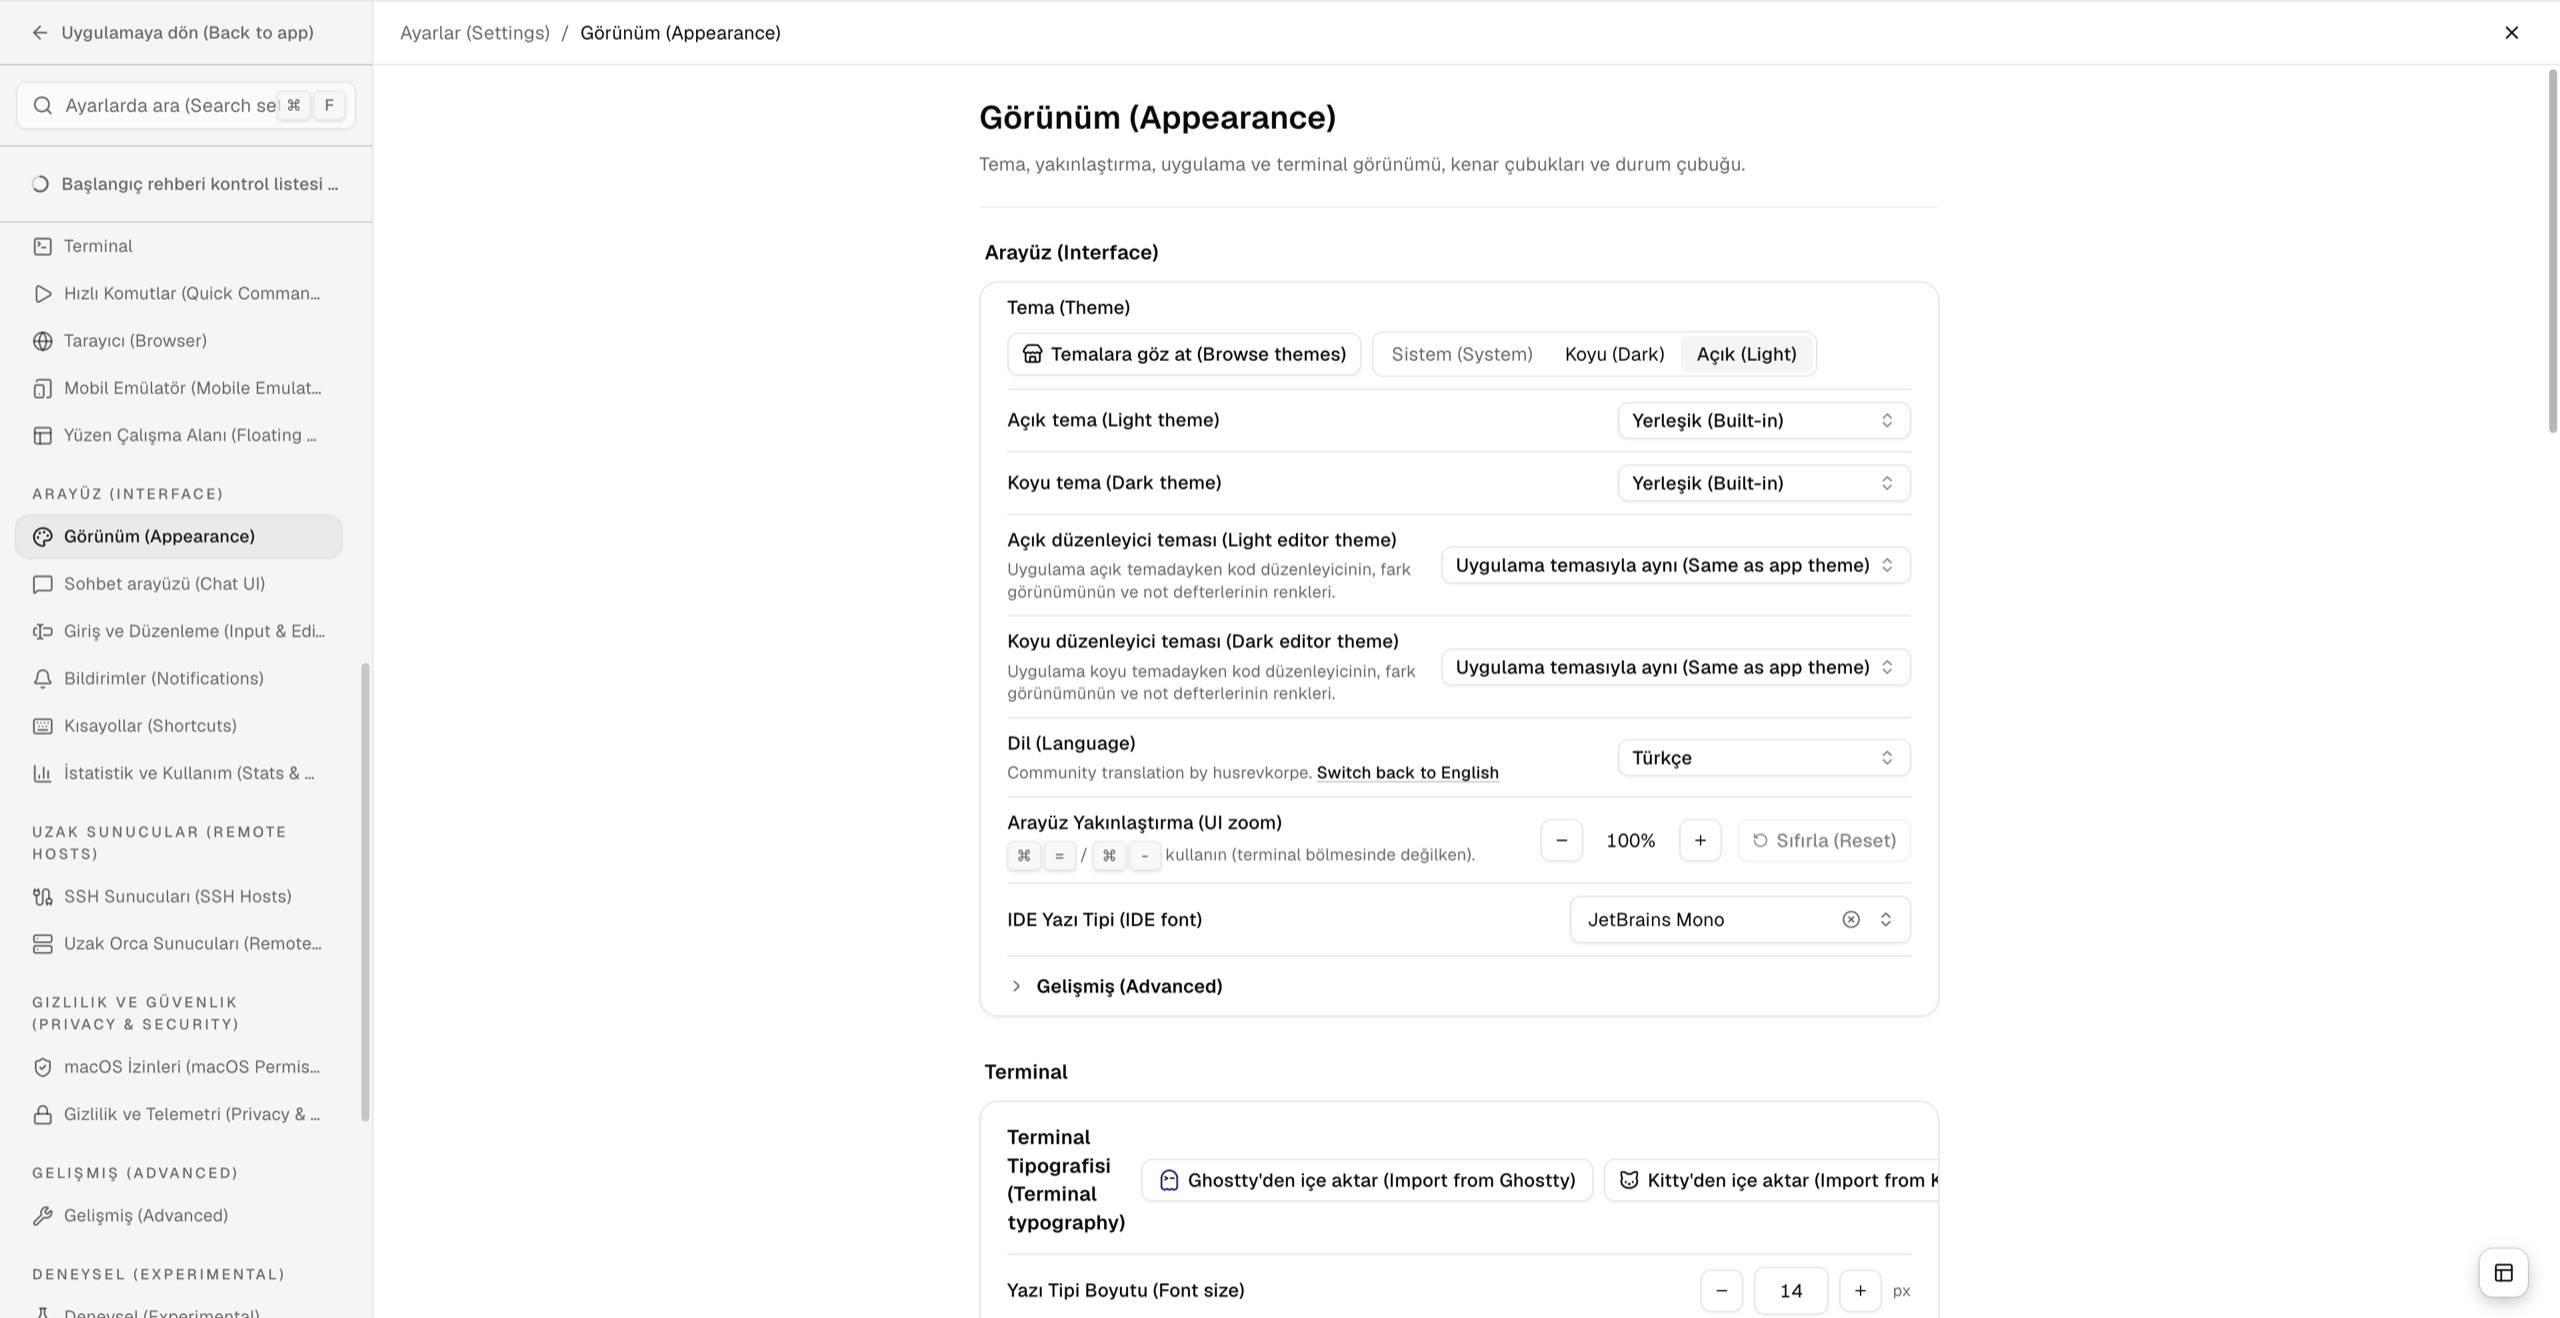 Uygulamaya dön (Back to app)
Ayarlar (Settings) / Görünüm (Appearance)
Ayarlarda ara (Search se ⌘ F
Başlangıç rehberi kontrol listesi ...
Terminal
Hızlı Komutlar (Quick Comman...
Tarayıcı (Browser)
Mobil Emülatör (Mobile Emulat...
Yüzen Çalışma Alanı (Floating ...
ARAYÜZ (INTERFACE)
Görünüm (Appearance)
Sohbet arayüzü (Chat UI)
Giriş ve Düzenleme (Input & Edi...
Bildirimler (Notifications)
Kısayollar (Shortcuts)
İstatistik ve Kullanım (Stats & ...
UZAK SUNUCULAR (REMOTE
HOSTS)
SSH Sunucuları (SSH Hosts)
Uzak Orca Sunucuları (Remote...
GIZLILIK VE GÜVENLIK
(PRIVACY & SECURITY)
macOS İzinleri (macOS Permis...
Gizlilik ve Telemetri (Privacy & ...
GELIŞMIŞ (ADVANCED)
Gelişmiş (Advanced)
DENEYSEL (EXPERIMENTAL)
Deneysel (Experimental)
Görünüm (Appearance)
Tema, yakınlaştırma, uygulama ve terminal görünümü, kenar çubukları ve durum çubuğu.
Arayüz (Interface)
Tema (Theme)
Temalara göz at (Browse themes) Sistem (System) Koyu (Dark) Açık (Light)
Açık tema (Light theme) Yerleşik (Built-in)
Koyu tema (Dark theme) Yerleşik (Built-in)
Açık düzenleyici teması (Light editor theme)
Uygulama açık temadayken kod düzenleyicinin, fark
görünümünün ve not defterlerinin renkleri.
Uygulama temasıyla aynı (Same as app theme)
Koyu düzenleyici teması (Dark editor theme)
Uygulama koyu temadayken kod düzenleyicinin, fark
görünümünün ve not defterlerinin renkleri.
Uygulama temasıyla aynı (Same as app theme)
Dil (Language)
Community translation by husrevkorpe. Switch back to English
Türkçe
Arayüz Yakınlaştırma (UI zoom)
⌘ = / ⌘ - kullanın (terminal bölmesinde değilken).
− 100% + Sıfırla (Reset)
IDE Yazı Tipi (IDE font) JetBrains Mono
Gelişmiş (Advanced)
Terminal
Terminal
Tipografisi
(Terminal
typography)
Ghostty'den içe aktar (Import from Ghostty) Kitty'den içe aktar (Import from K
Yazı Tipi Boyutu (Font size) − 14 + px